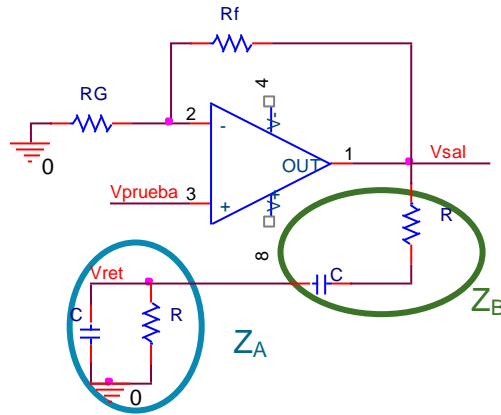 Rf
RG
4
2
-
V-
0
OUT
1
Vsal
Vprueba
3
+
V+
8
R
C
Vret
C
R
ZB
ZA
0